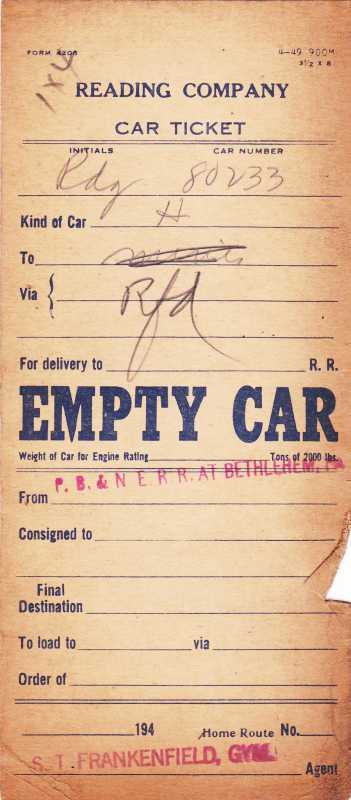 FORM 4206 4-49 900M
3½ X 8
1x4
READING COMPANY
CAR TICKET
INITIALS CAR NUMBER
Rdg 80233
Kind of Car H
To
Via {
Rfd
For delivery to R. R.
EMPTY CAR
Weight of Car for Engine Rating Tons of 2000 lbs.
P. B. & N E. R. R. AT BETHLEHEM, PA
From
Consigned to
Final
Destination
To load to via
Order of
194 Home Route No.
S. T. FRANKENFIELD, GYM.
Agent